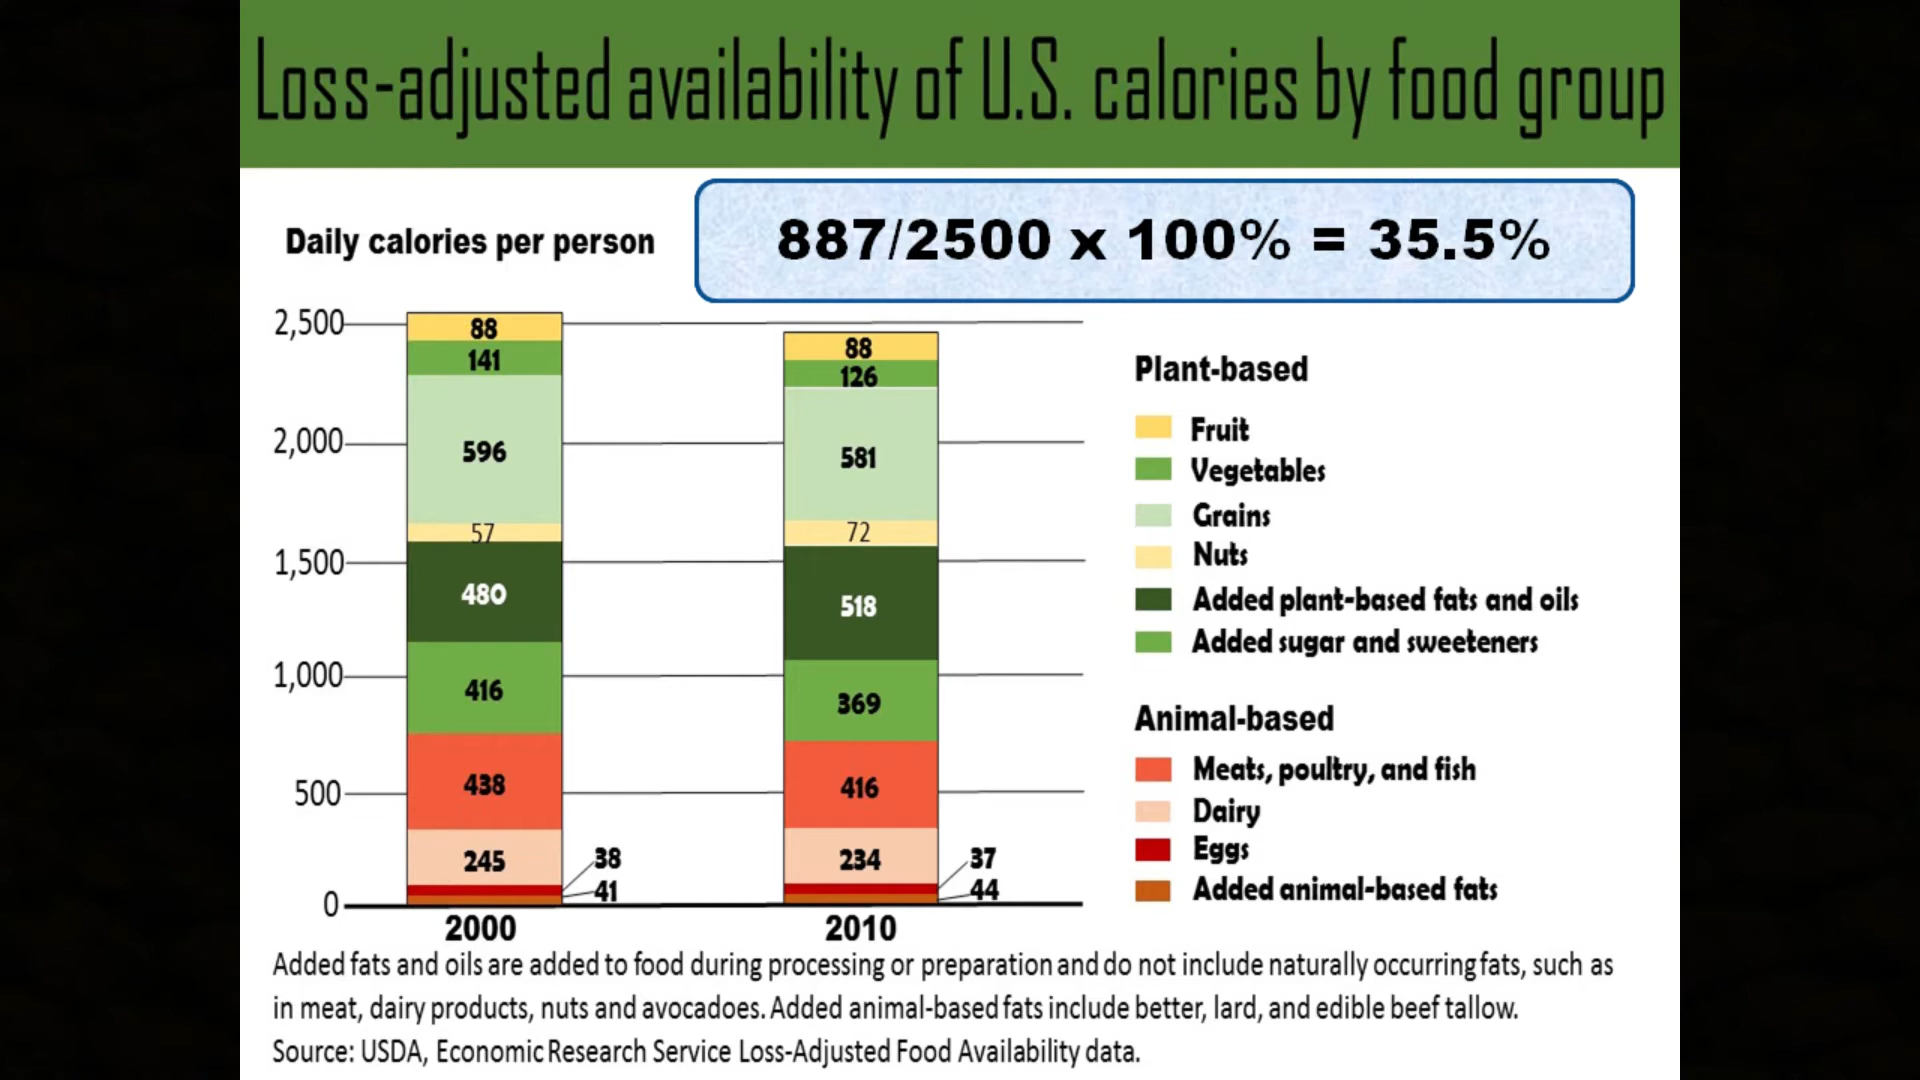 Loss-adjusted availability of U.S. calories by food group
Daily calories per person
887/2500 x 100% = 35.5%
2,500
2,000
1,500
1,000
500
0
88
141
596
57
480
416
438
245
38
41
2000
88
126
581
72
518
369
416
234
37
44
2010
Plant-based
Fruit
Vegetables
Grains
Nuts
Added plant-based fats and oils
Added sugar and sweeteners
Animal-based
Meats, poultry, and fish
Dairy
Eggs
Added animal-based fats
Added fats and oils are added to food during processing or preparation and do not include naturally occurring fats, such as
in meat, dairy products, nuts and avocadoes. Added animal-based fats include better, lard, and edible beef tallow.
Source: USDA, Economic Research Service Loss-Adjusted Food Availability data.